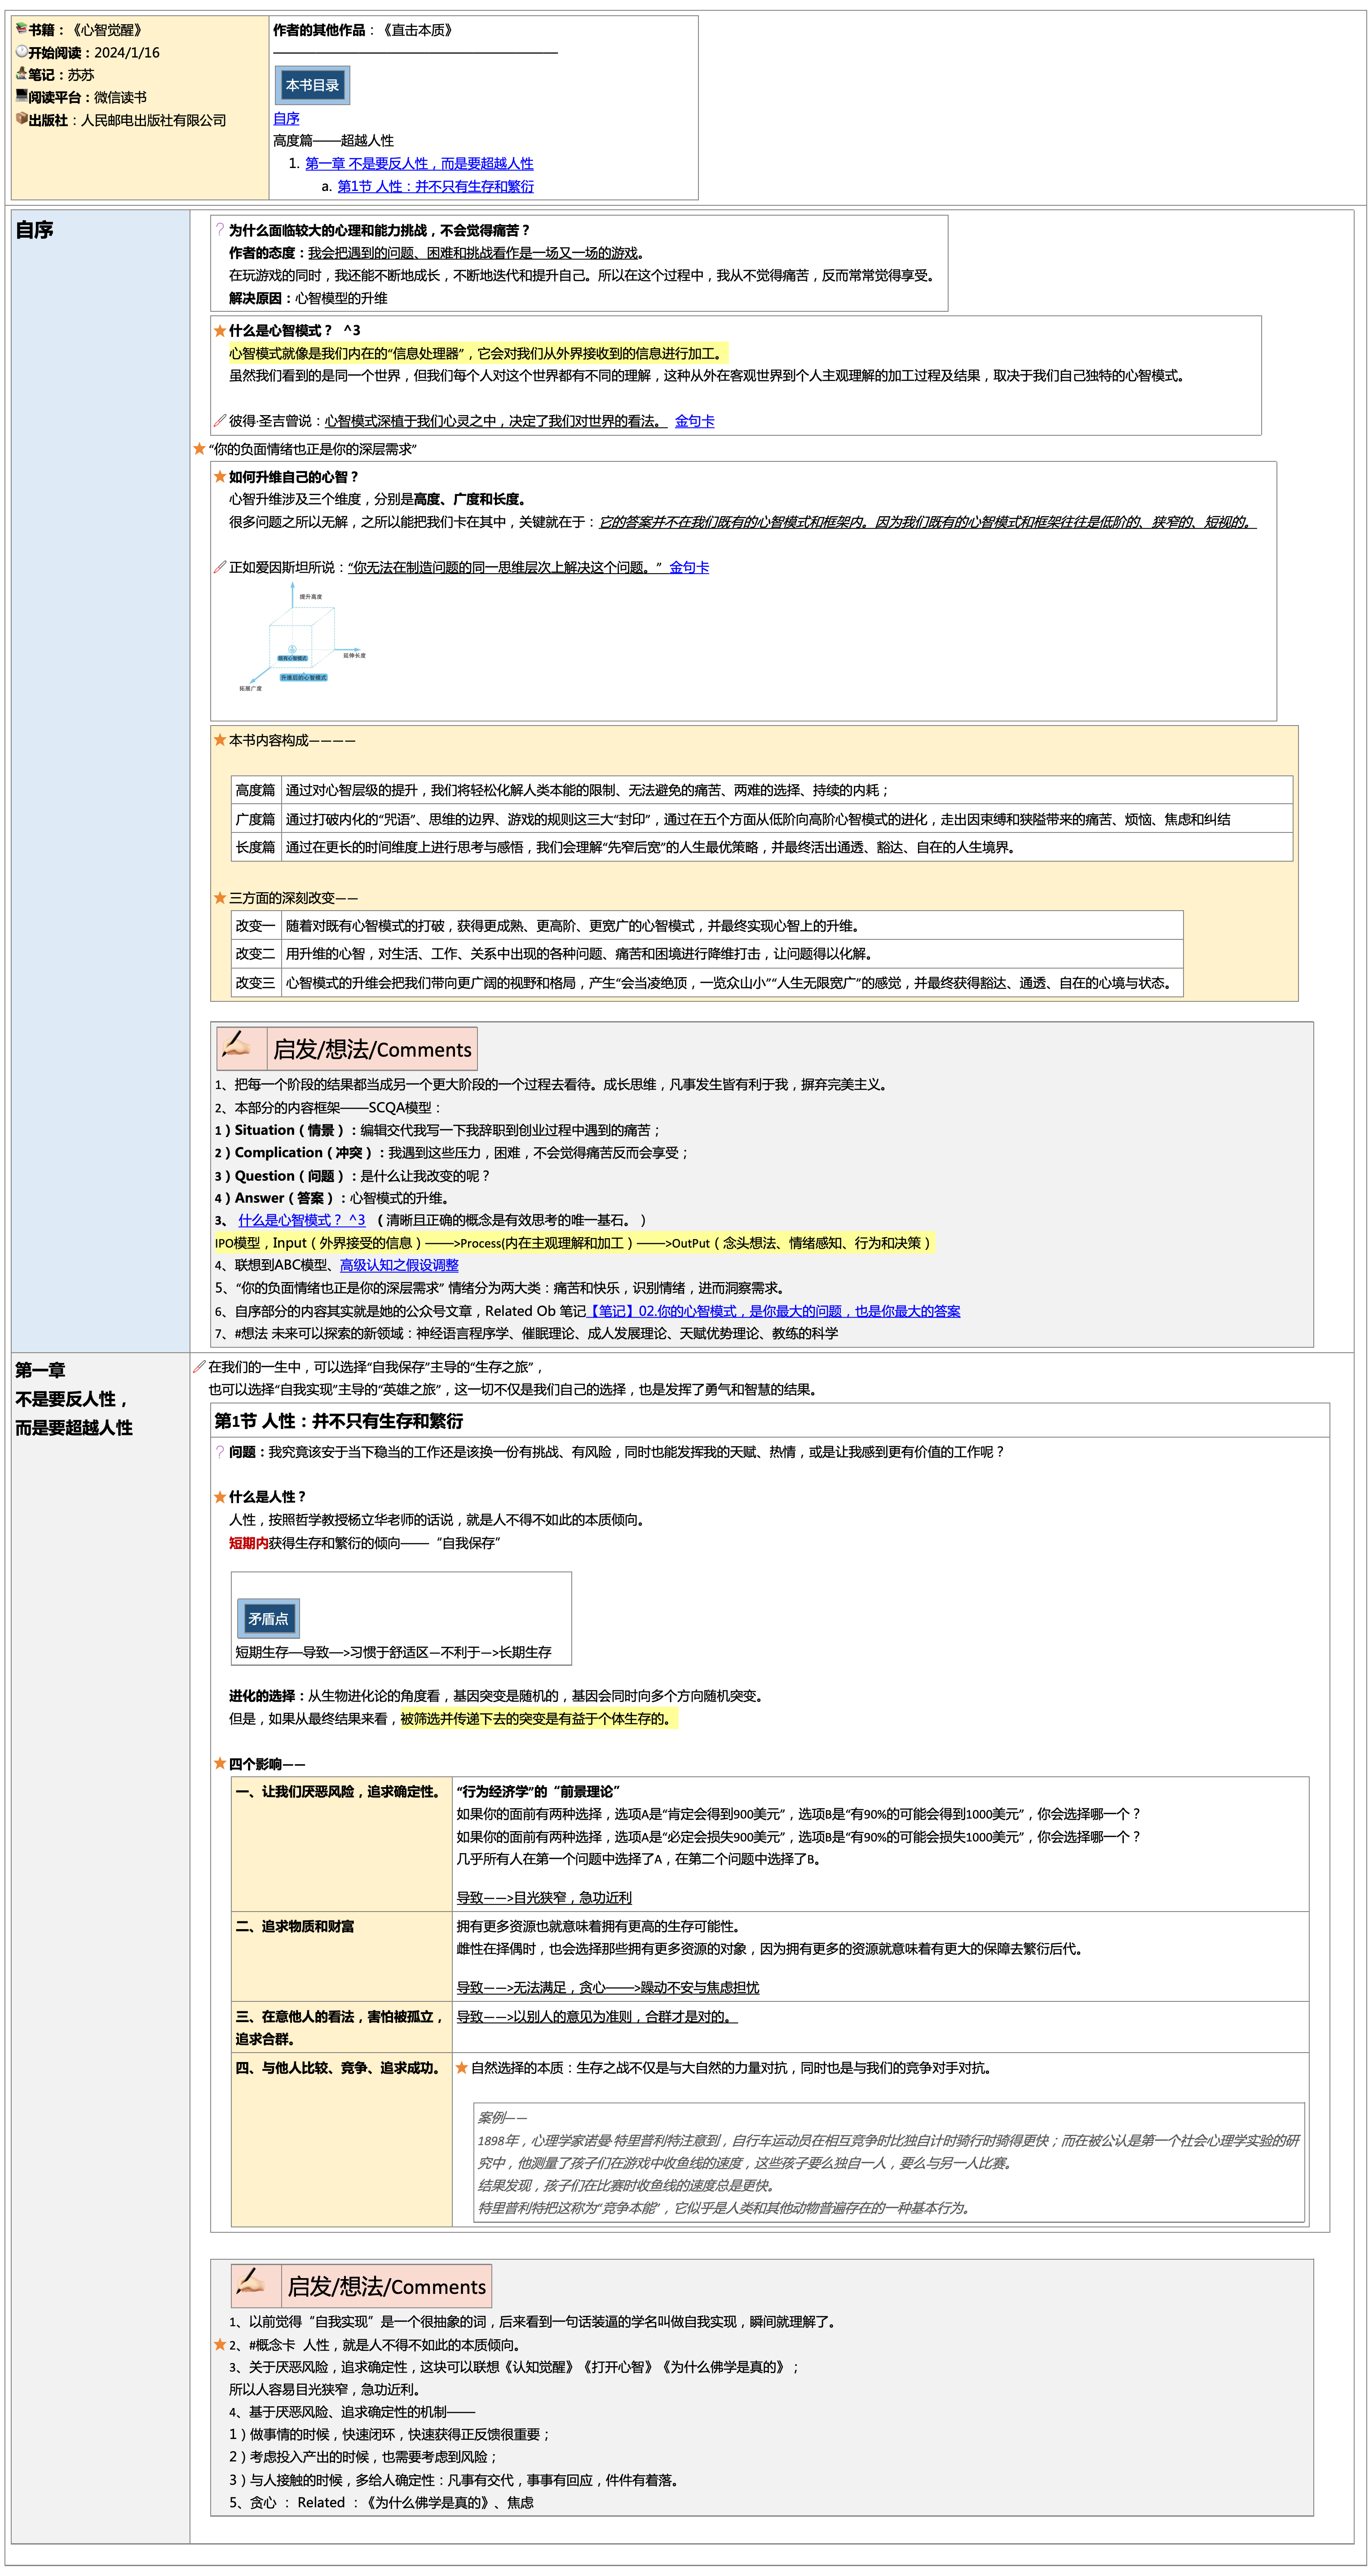 书籍：《心智觉醒》
开始阅读：2024/1/16
笔记：苏苏
阅读平台：微信读书
出版社：人民邮电出版社有限公司
作者的其他作品：《直击本质》
本书目录
自序
高度篇——超越人性
1. 第一章 不是要反人性，而是要超越人性
a. 第1节 人性：并不只有生存和繁衍
自序
?为什么面临较大的心理和能力挑战，不会觉得痛苦？
作者的态度：我会把遇到的问题、困难和挑战看作是一场又一场的游戏。
在玩游戏的同时，我还能不断地成长，不断地迭代和提升自己。所以在这个过程中，我从不觉得痛苦，反而常常觉得享受。
解决原因：心智模型的升维
什么是心智模式？ ^3
心智模式就像是我们内在的“信息处理器”，它会对我们从外界接收到的信息进行加工。
虽然我们看到的是同一个世界，但我们每个人对这个世界都有不同的理解，这种从外在客观世界到个人主观理解的加工过程及结果，取决于我们自己独特的心智模式。
彼得·圣吉曾说：心智模式深植于我们心灵之中，决定了我们对世界的看法。 金句卡
“你的负面情绪也正是你的深层需求”
如何升维自己的心智？
心智升维涉及三个维度，分别是高度、广度和长度。
很多问题之所以无解，之所以能把我们卡在其中，关键就在于：它的答案并不在我们既有的心智模式和框架内。因为我们既有的心智模式和框架往往是低阶的、狭窄的、短视的。
正如爱因斯坦所说：“你无法在制造问题的同一思维层次上解决这个问题。” 金句卡
提升高度
既有心智模式
延伸长度
升维后的心智模式
拓展广度
本书内容构成————
高度篇 通过对心智层级的提升，我们将轻松化解人类本能的限制、无法避免的痛苦、两难的选择、持续的内耗；
广度篇 通过打破内化的“咒语”、思维的边界、游戏的规则这三大“封印”，通过在五个方面从低阶向高阶心智模式的进化，走出因束缚和狭隘带来的痛苦、烦恼、焦虑和纠结
长度篇 通过在更长的时间维度上进行思考与感悟，我们会理解“先窄后宽”的人生最优策略，并最终活出通透、豁达、自在的人生境界。
三方面的深刻改变——
改变一 随着对既有心智模式的打破，获得更成熟、更高阶、更宽广的心智模式，并最终实现心智上的升维。
改变二 用升维的心智，对生活、工作、关系中出现的各种问题、痛苦和困境进行降维打击，让问题得以化解。
改变三 心智模式的升维会把我们带向更广阔的视野和格局，产生“会当凌绝顶，一览众山小”“人生无限宽广”的感觉，并最终获得豁达、通透、自在的心境与状态。
启发/想法/Comments
1、把每一个阶段的结果都当成另一个更大阶段的一个过程去看待。成长思维，凡事发生皆有利于我，摒弃完美主义。
2、本部分的内容框架——SCQA模型：
1）Situation（情景）：编辑交代我写一下我辞职到创业过程中遇到的痛苦；
2）Complication（冲突）：我遇到这些压力，困难，不会觉得痛苦反而会享受；
3）Question（问题）：是什么让我改变的呢？
4）Answer（答案）：心智模式的升维。
3、 什么是心智模式？ ^3 （清晰且正确的概念是有效思考的唯一基石。）
IPO模型，Input（外界接受的信息）——>Process(内在主观理解和加工）——>OutPut（念头想法、情绪感知、行为和决策）
4、联想到ABC模型、高级认知之假设调整
5、“你的负面情绪也正是你的深层需求” 情绪分为两大类：痛苦和快乐，识别情绪，进而洞察需求。
6、自序部分的内容其实就是她的公众号文章，Related Ob 笔记【笔记】02.你的心智模式，是你最大的问题，也是你最大的答案
7、#想法 未来可以探索的新领域：神经语言程序学、催眠理论、成人发展理论、天赋优势理论、教练的科学
第一章
不是要反人性，
而是要超越人性
在我们的一生中，可以选择“自我保存”主导的“生存之旅”，
也可以选择“自我实现”主导的“英雄之旅”，这一切不仅是我们自己的选择，也是发挥了勇气和智慧的结果。
第1节 人性：并不只有生存和繁衍
?问题：我究竟该安于当下稳当的工作还是该换一份有挑战、有风险，同时也能发挥我的天赋、热情，或是让我感到更有价值的工作呢？
什么是人性？
人性，按照哲学教授杨立华老师的话说，就是人不得不如此的本质倾向。
短期内获得生存和繁衍的倾向——“自我保存”
矛盾点
短期生存—导致—>习惯于舒适区—不利于—>长期生存
进化的选择：从生物进化论的角度看，基因突变是随机的，基因会同时向多个方向随机突变。
但是，如果从最终结果来看，被筛选并传递下去的突变是有益于个体生存的。
四个影响——
一、让我们厌恶风险，追求确定性。
“行为经济学”的“前景理论”
如果你的面前有两种选择，选项A是“肯定会得到900美元”，选项B是“有90%的可能会得到1000美元”，你会选择哪一个？
如果你的面前有两种选择，选项A是“必定会损失900美元”，选项B是“有90%的可能会损失1000美元”，你会选择哪一个？
几乎所有人在第一个问题中选择了A，在第二个问题中选择了B。
导致——>目光狭窄，急功近利
二、追求物质和财富
拥有更多资源也就意味着拥有更高的生存可能性。
雌性在择偶时，也会选择那些拥有更多资源的对象，因为拥有更多的资源就意味着有更大的保障去繁衍后代。
导致——>无法满足，贪心——>躁动不安与焦虑担忧
三、在意他人的看法，害怕被孤立，
追求合群。
导致——>以别人的意见为准则，合群才是对的。
四、与他人比较、竞争、追求成功。
自然选择的本质：生存之战不仅是与大自然的力量对抗，同时也是与我们的竞争对手对抗。
案例——
1898年，心理学家诺曼·特里普利特注意到，自行车运动员在相互竞争时比独自计时骑行时骑得更快；而在被公认是第一个社会心理学实验的研
究中，他测量了孩子们在游戏中收鱼线的速度，这些孩子要么独自一人，要么与另一人比赛。
结果发现，孩子们在比赛时收鱼线的速度总是更快。
特里普利特把这称为“竞争本能”，它似乎是人类和其他动物普遍存在的一种基本行为。
启发/想法/Comments
1、以前觉得“自我实现”是一个很抽象的词，后来看到一句话装逼的学名叫做自我实现，瞬间就理解了。
2、#概念卡 人性，就是人不得不如此的本质倾向。
3、关于厌恶风险，追求确定性，这块可以联想《认知觉醒》《打开心智》《为什么佛学是真的》；
所以人容易目光狭窄，急功近利。
4、基于厌恶风险、追求确定性的机制——
1）做事情的时候，快速闭环，快速获得正反馈很重要；
2）考虑投入产出的时候，也需要考虑到风险；
3）与人接触的时候，多给人确定性：凡事有交代，事事有回应，件件有着落。
5、贪心 ： Related ：《为什么佛学是真的》、焦虑